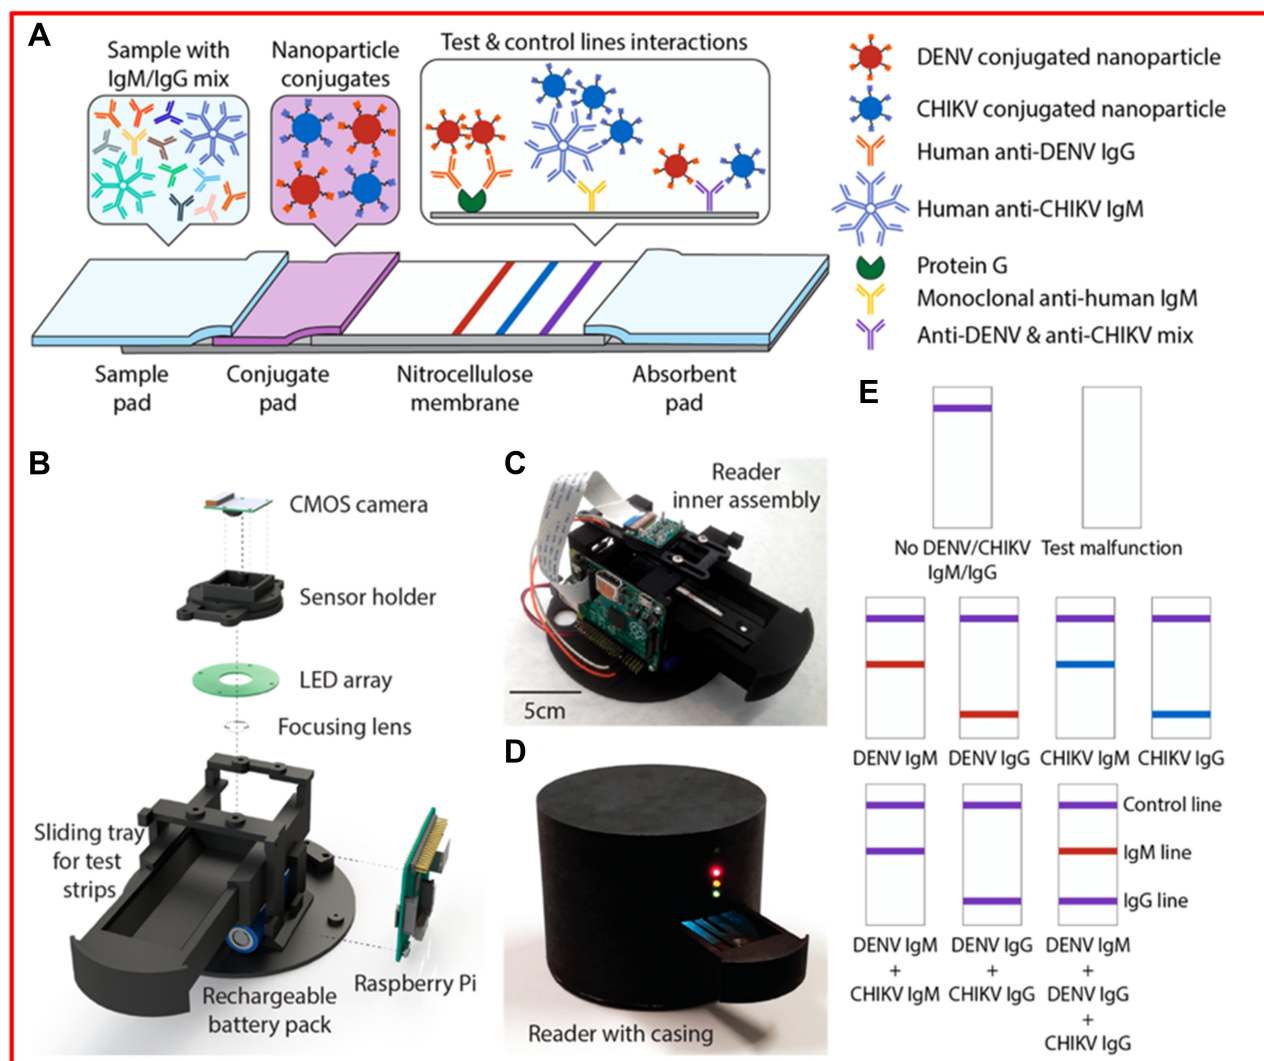 A
Sample with
IgM/IgG mix
Nanoparticle
conjugates
Test & control lines interactions
DENV conjugated nanoparticle
CHIKV conjugated nanoparticle
Human anti-DENV IgG
Human anti-CHIKV IgM
Protein G
Monoclonal anti-human IgM
Anti-DENV & anti-CHIKV mix
Sample
pad
Conjugate
pad
Nitrocellulose
membrane
Absorbent
pad
B
CMOS camera
Sensor holder
LED array
Focusing lens
Sliding tray
for test
strips
Rechargeable
battery pack
Raspberry Pi
C
Reader
inner assembly
5cm
D
Reader with casing
E
No DENV/CHIKV
IgM/IgG
Test malfunction
DENV IgM
DENV IgG
CHIKV IgM
CHIKV IgG
Control line
IgM line
IgG line
DENV IgM
+
CHIKV IgM
DENV IgG
+
CHIKV IgG
DENV IgM
+
DENV IgG
+
CHIKV IgG